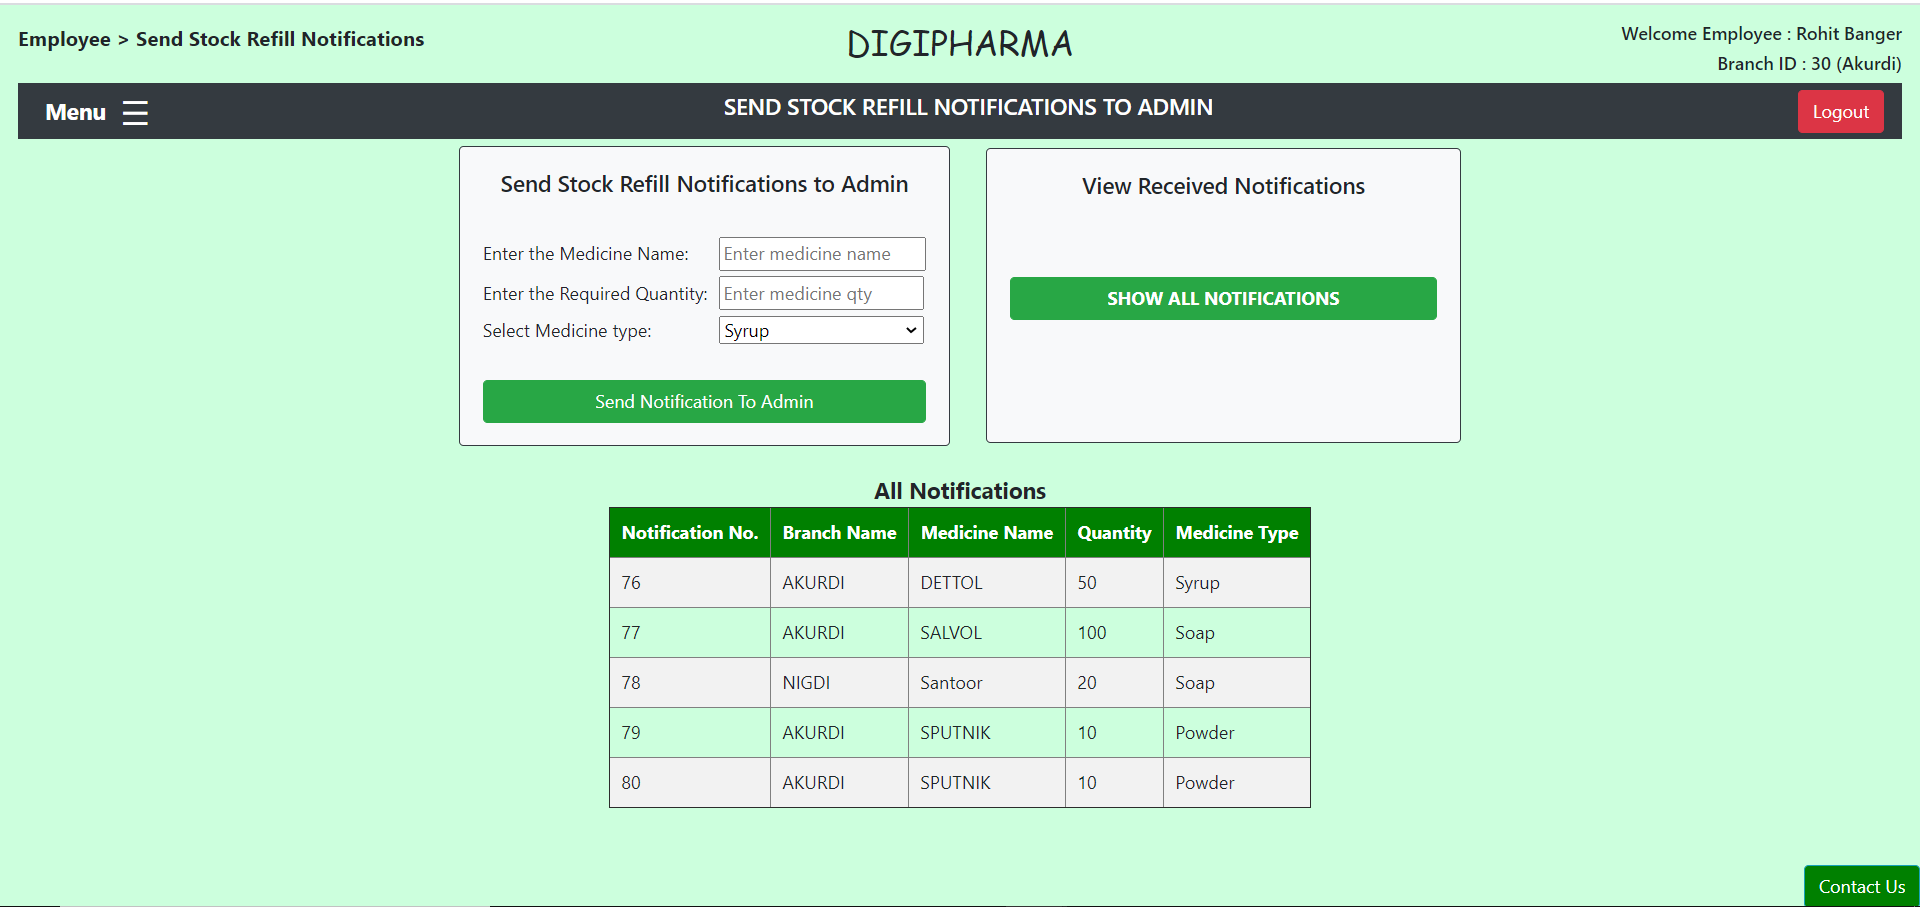 Employee > Send Stock Refill Notifications
DIGIPHARMA
Welcome Employee : Rohit Banger
Branch ID : 30 (Akurdi)
Menu
SEND STOCK REFILL NOTIFICATIONS TO ADMIN
Logout
Send Stock Refill Notifications to Admin
Enter the Medicine Name: Enter medicine name
Enter the Required Quantity: Enter medicine qty
Select Medicine type: Syrup
Send Notification To Admin
View Received Notifications
SHOW ALL NOTIFICATIONS
All Notifications
Notification No. Branch Name Medicine Name Quantity Medicine Type
76 AKURDI DETTOL 50 Syrup
77 AKURDI SALVOL 100 Soap
78 NIGDI Santoor 20 Soap
79 AKURDI SPUTNIK 10 Powder
80 AKURDI SPUTNIK 10 Powder
Contact Us